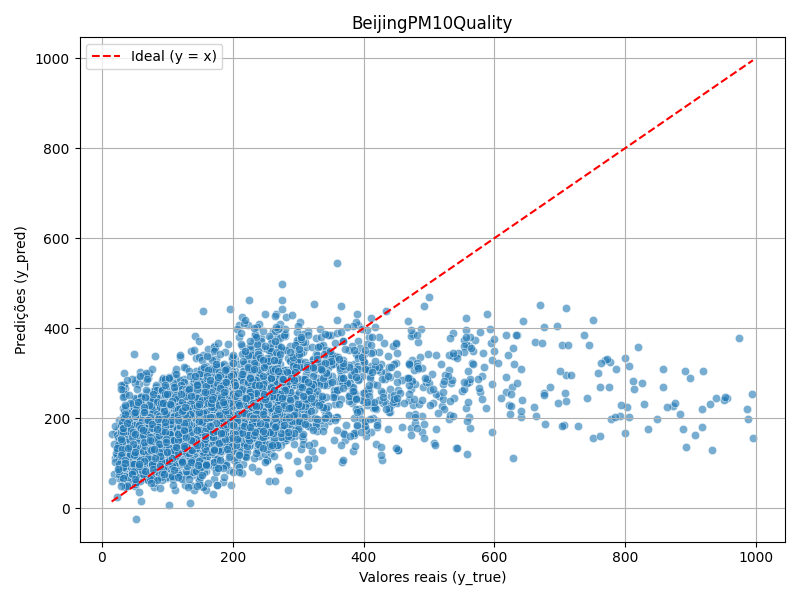 BeijingPM10Quality
Ideal (y = x)
1000
800
600
400
200
0
Predições (y_pred)
0 200 400 600 800 1000
Valores reais (y_true)